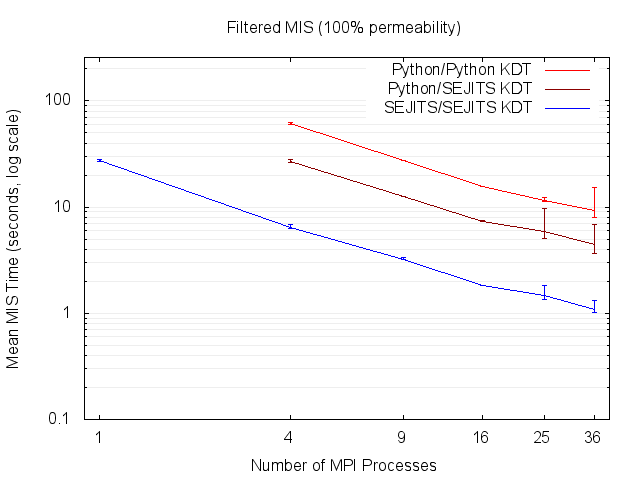 Filtered MIS (100% permeability)
Python/Python KDT
Python/SEJITS KDT
SEJITS/SEJITS KDT
100
10
1
0.1
Mean MIS Time (seconds, log scale)
1 4 9 16 25 36
Number of MPI Processes